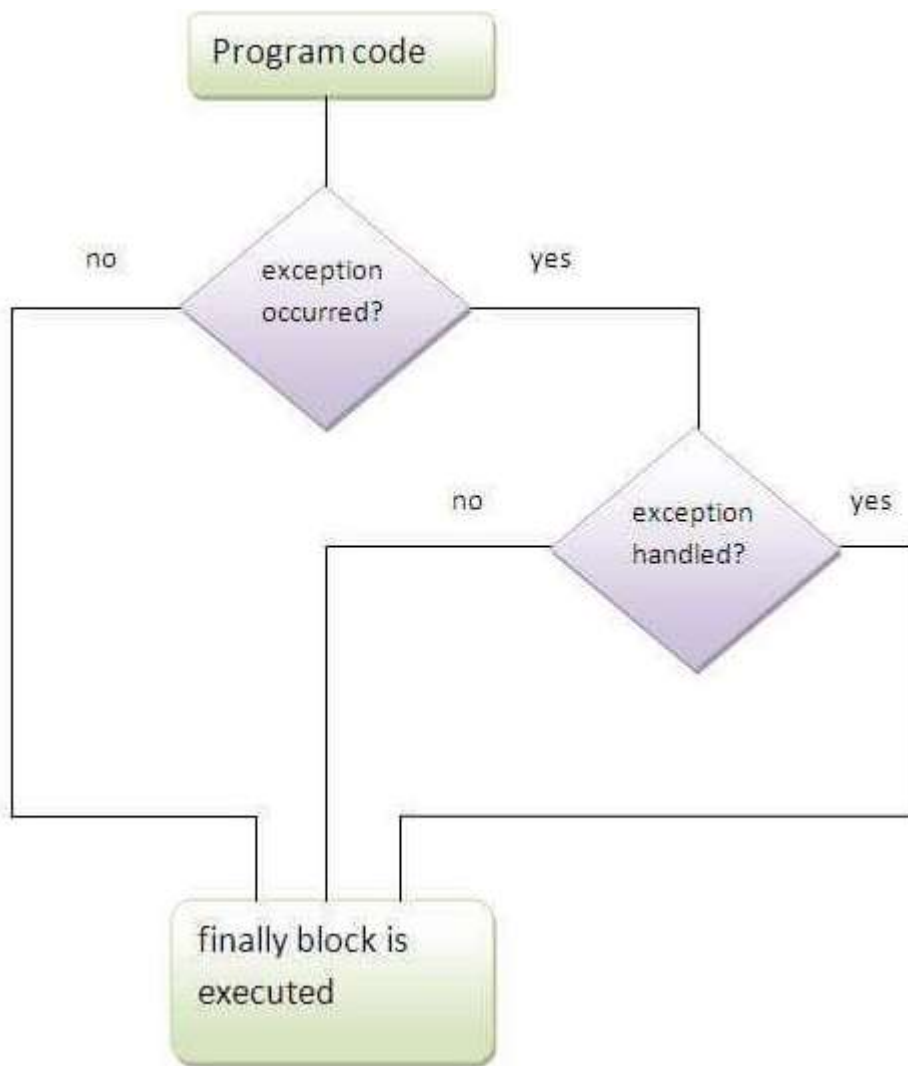 Program code
no
exception
occurred?
yes
no
exception
handled?
yes
finally block is
executed